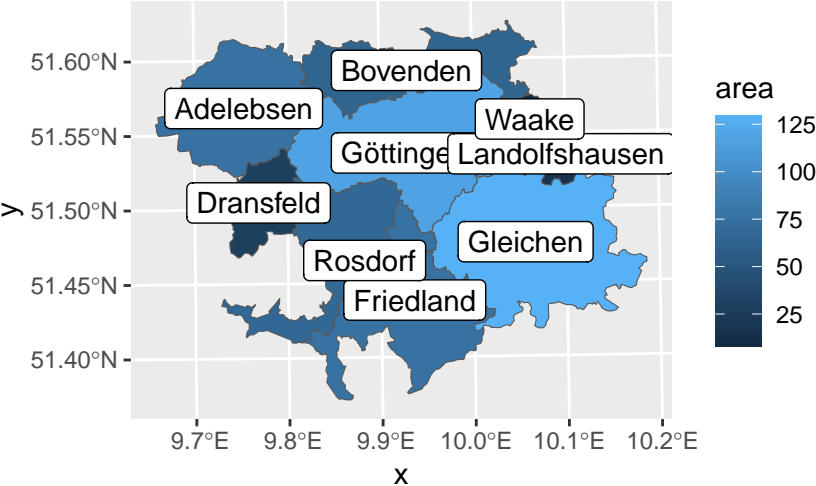 51.60°N
51.55°N
51.50°N
51.45°N
51.40°N
y
Bovenden
Adelebsen
Waake
Göttinge
Landolfshausen
Dransfeld
Gleichen
Rosdorf
Friedland
9.7°E
9.8°E
9.9°E
10.0°E
10.1°E
10.2°E
x
area
125
100
75
50
25